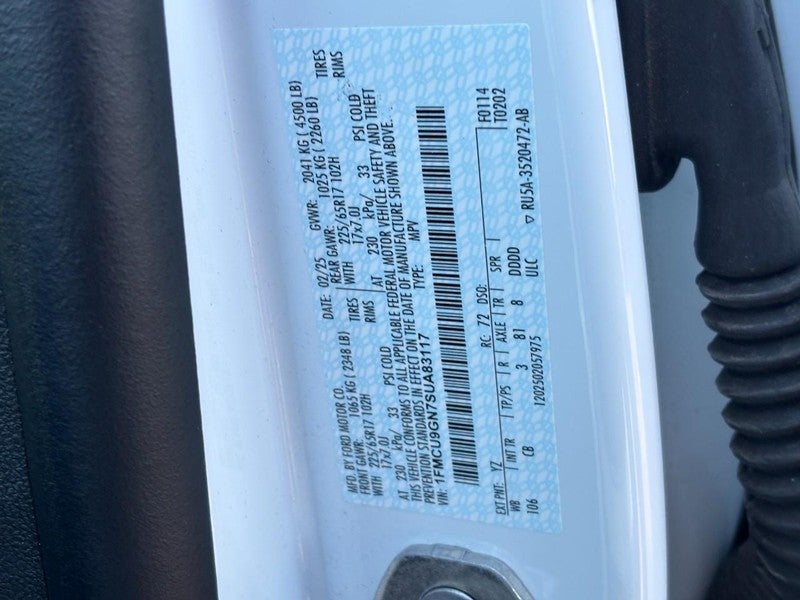 MFD. BY FORD MOTOR CO. DATE: 02/25 GVWR: 2041 KG ( 4500 LB)
FRONT GAWR: 1065 KG ( 2348 LB) REAR GAWR: 1025 KG ( 2260 LB)
WITH 225/65R17 102H TIRES WITH 225/65R17 102H TIRES
17x7.0J RIMS 17x7.0J RIMS
AT 230 kPa/ 33 PSI COLD AT 230 kPa/ 33 PSI COLD
THIS VEHICLE CONFORMS TO ALL APPLICABLE FEDERAL MOTOR VEHICLE SAFETY AND THEFT
PREVENTION STANDARDS IN EFFECT ON THE DATE OF MANUFACTURE SHOWN ABOVE.
VIN: 1FMCU9GN7SUA83117 TYPE: MPV
F0114
T0202
EXT PNT: YZ RC: 72 DSO:
WB INT TR TP/PS R AXLE TR SPR
106 CB 3 81 8 DDDD
1202502057975 ULC ▽ RU5A-3520472-AB